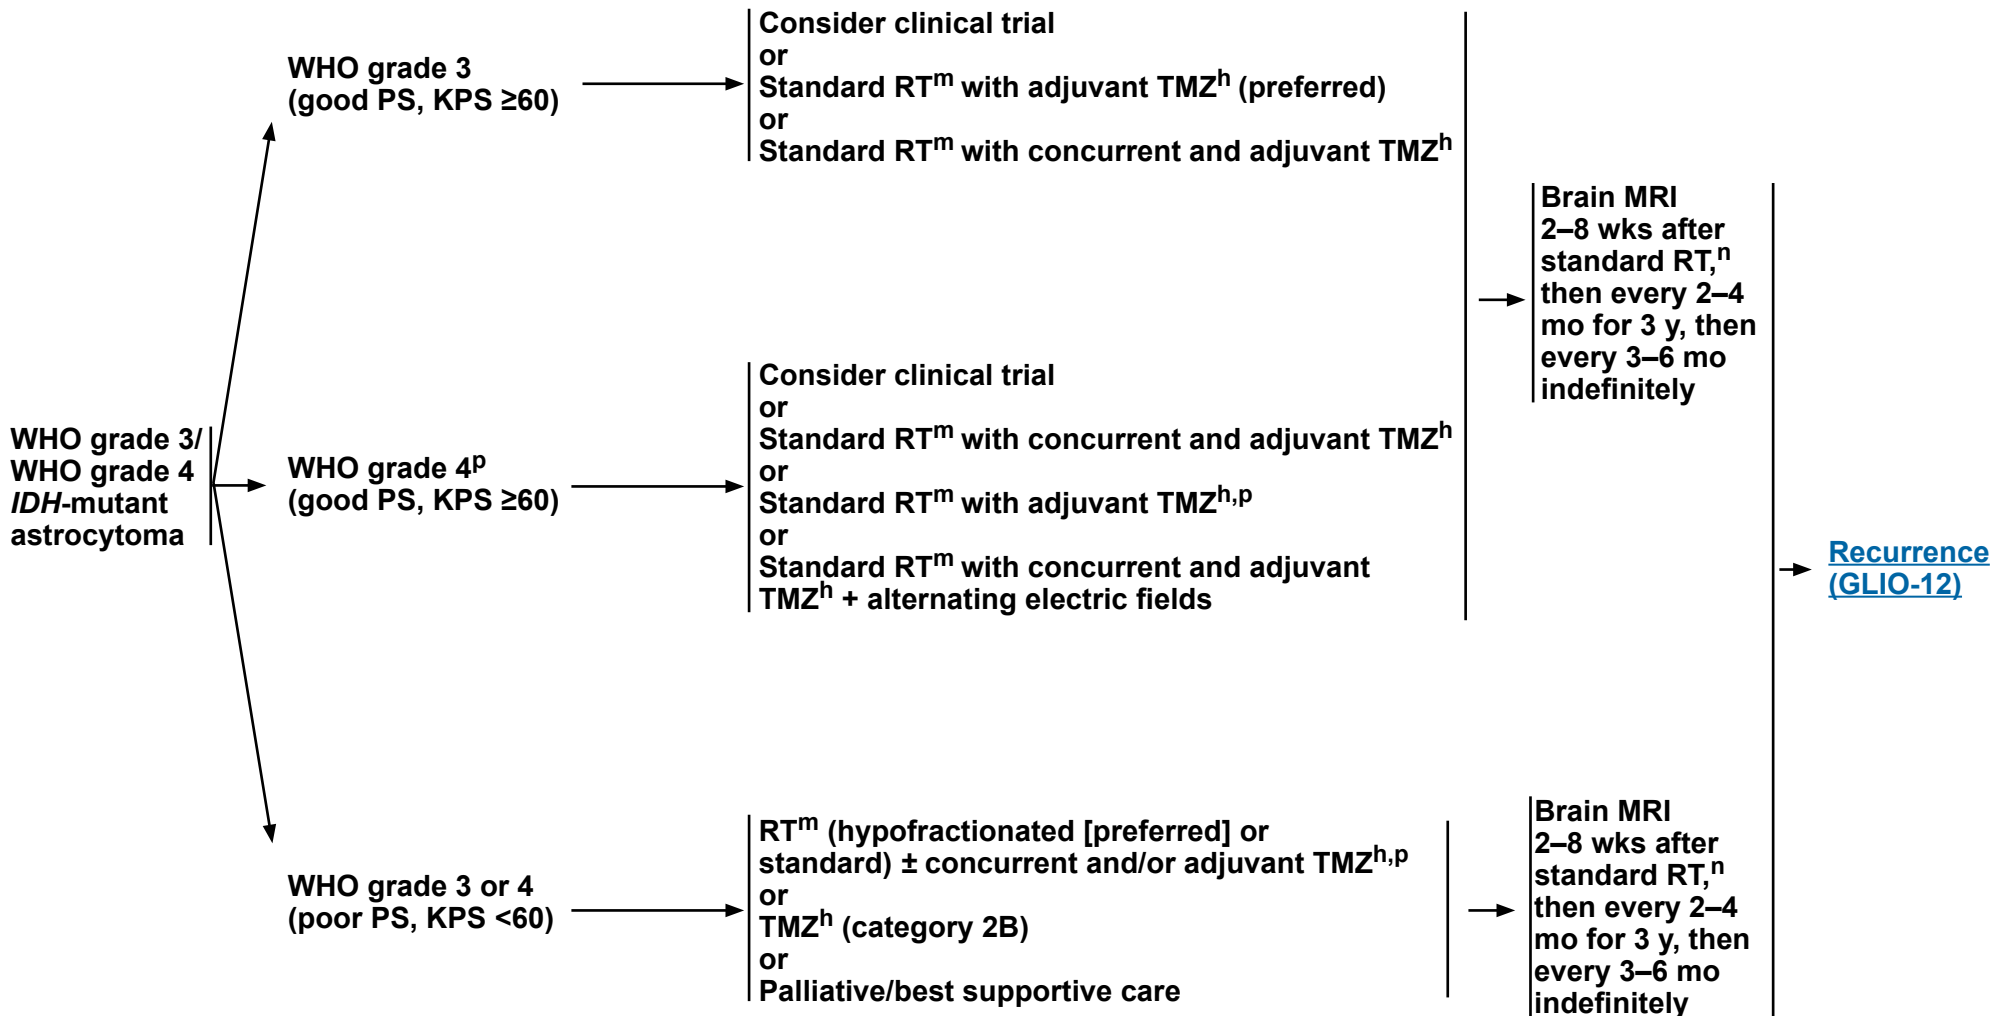 WHO grade 3/
WHO grade 4
IDH-mutant
astrocytoma
WHO grade 3
(good PS, KPS ≥60)
Consider clinical trial
or
Standard RTᵐ with adjuvant TMZʰ (preferred)
or
Standard RTᵐ with concurrent and adjuvant TMZʰ
WHO grade 4ᵖ
(good PS, KPS ≥60)
Consider clinical trial
or
Standard RTᵐ with concurrent and adjuvant TMZʰ
or
Standard RTᵐ with adjuvant TMZʰ,ᵖ
or
Standard RTᵐ with concurrent and adjuvant
TMZʰ + alternating electric fields
Brain MRI
2–8 wks after
standard RT,ⁿ
then every 2–4
mo for 3 y, then
every 3–6 mo
indefinitely
WHO grade 3 or 4
(poor PS, KPS <60)
RTᵐ (hypofractionated [preferred] or
standard) ± concurrent and/or adjuvant TMZʰ,ᵖ
or
TMZʰ (category 2B)
or
Palliative/best supportive care
Brain MRI
2–8 wks after
standard RT,ⁿ
then every 2–4
mo for 3 y, then
every 3–6 mo
indefinitely
Recurrence
(GLIO-12)